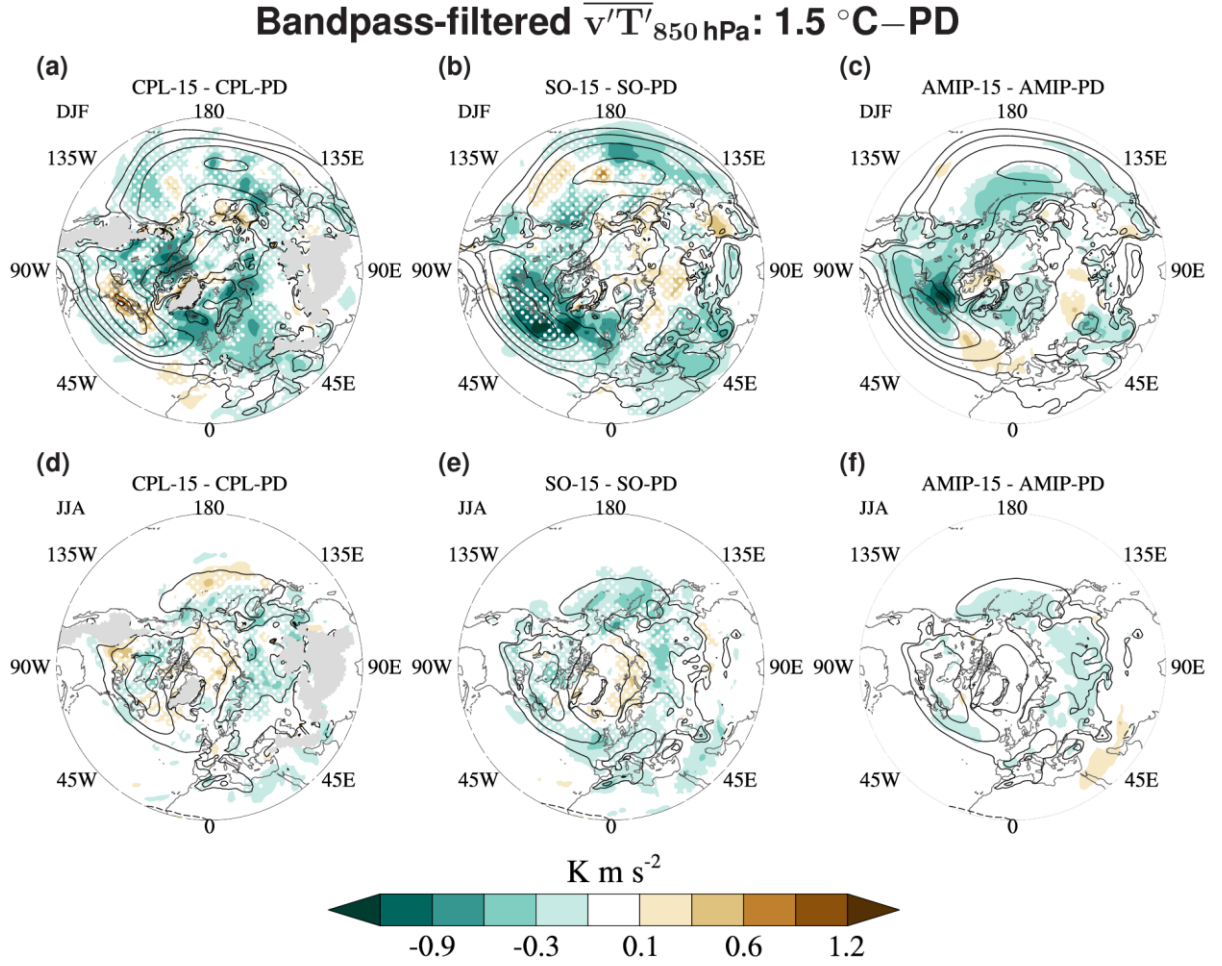 Bandpass-filtered v'T' 850 hPa: 1.5 °C–PD
(a) (b) (c)
CPL-15 - CPL-PD SO-15 - SO-PD AMIP-15 - AMIP-PD
DJF 180 DJF 180 DJF 180
135W 135E 135W 135E 135W 135E
90W 90E 90W 90E 90W 90E
45W 45E 45W 45E 45W 45E
0 0 0
(d) (e) (f)
CPL-15 - CPL-PD SO-15 - SO-PD AMIP-15 - AMIP-PD
JJA 180 JJA 180 JJA 180
135W 135E 135W 135E 135W 135E
90W 90E 90W 90E 90W 90E
45W 45E 45W 45E 45W 45E
0 0 0
K m s-2
-0.9 -0.3 0.1 0.6 1.2